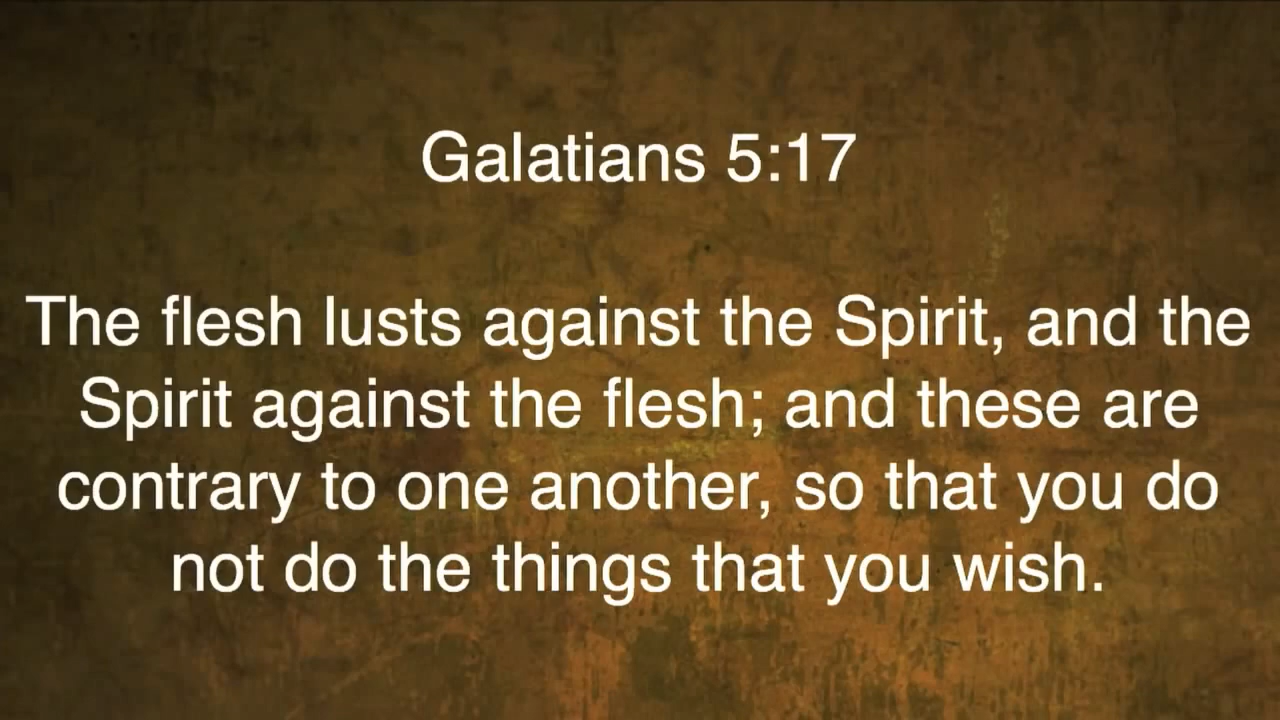 Galatians 5:17
The flesh lusts against the Spirit, and the
Spirit against the flesh; and these are
contrary to one another, so that you do
not do the things that you wish.